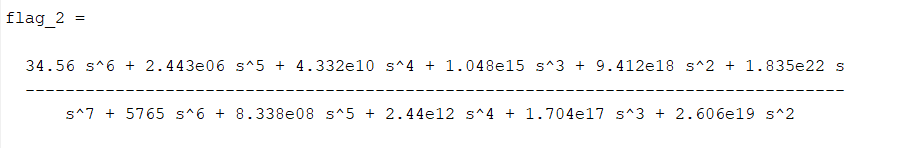 flag_2 =
34.56 s^6 + 2.443e06 s^5 + 4.332e10 s^4 + 1.048e15 s^3 + 9.412e18 s^2 + 1.835e22 s
----------------------------------------------------------------------------------
s^7 + 5765 s^6 + 8.338e08 s^5 + 2.44e12 s^4 + 1.704e17 s^3 + 2.606e19 s^2